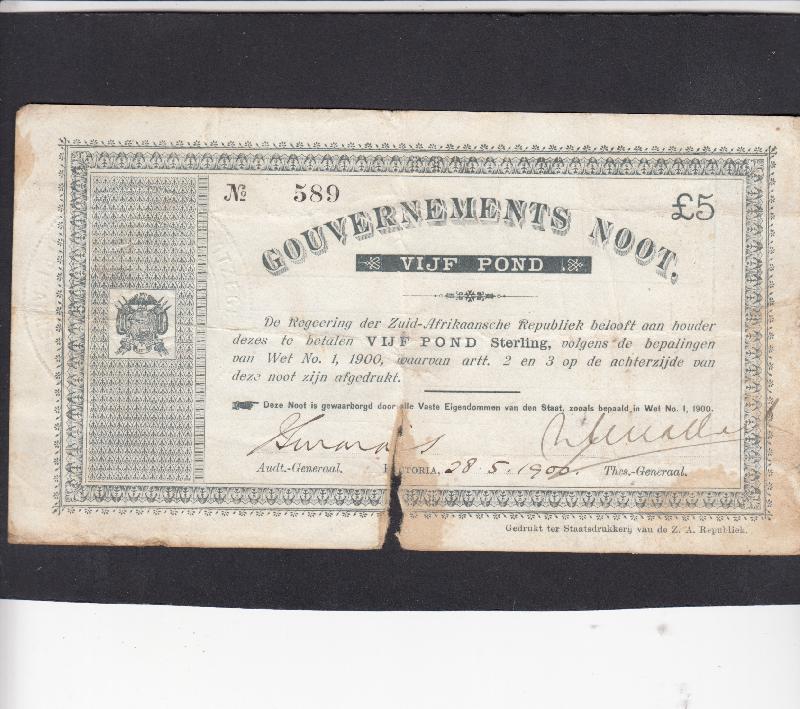 № 589
£5
GOUVERNEMENTS NOOT,
VIJF POND
De Regeering der Zuid-Afrikaansche Republiek belooft aan houder
dezes te betalen VIJF POND Sterling, volgens de bepalingen
van Wet No. 1, 1900, waarvan artt. 2 en 3 op de achterzijde van
deze noot zijn afgedrukt.
Deze Noot is gewaarborgd door alle Vaste Eigendommen van den Staat, zooals bepaald in Wet No. 1, 1900.
Audt.-Generaal. TORIA, 28 5. 1900. Thes.-Generaal.
Gedrukt ter Staatsdrukkerij van de Z. A. Republiek.